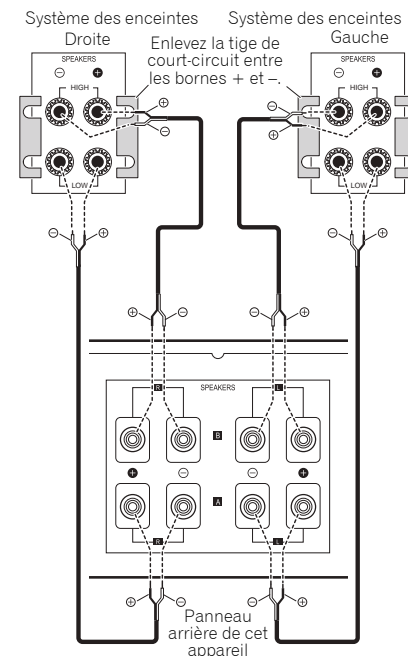 Système des enceintes Droite
Système des enceintes Gauche
Enlevez la tige de
court-circuit entre
les bornes + et –.
SPEAKERS
⊖ ⊕
HIGH
LOW
SPEAKERS
⊖ ⊕
HIGH
LOW
⊕
⊖
⊖
⊕
⊖ ⊕
⊖ ⊕
⊕ ⊖
⊖ ⊕
R SPEAKERS L
B
⊕ ⊖ ⊖ ⊕
A
R L
⊕ ⊖
⊖ ⊕
Panneau
arrière de cet
appareil